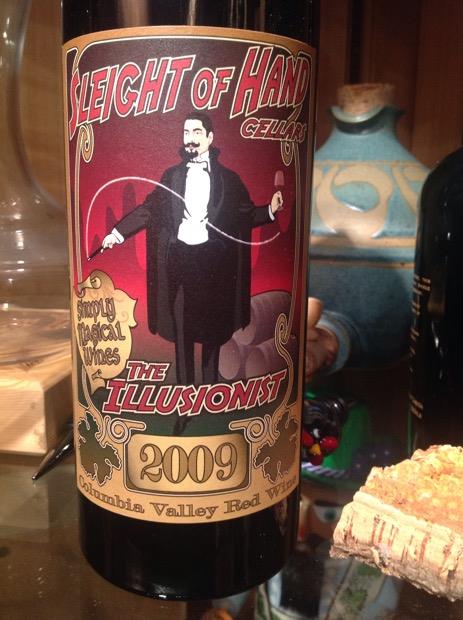 SLEIGHT OF HAND
CELLARS
Simply
Magical
Wines
THE
ILLUSIONIST
2009
Columbia Valley Red Wine